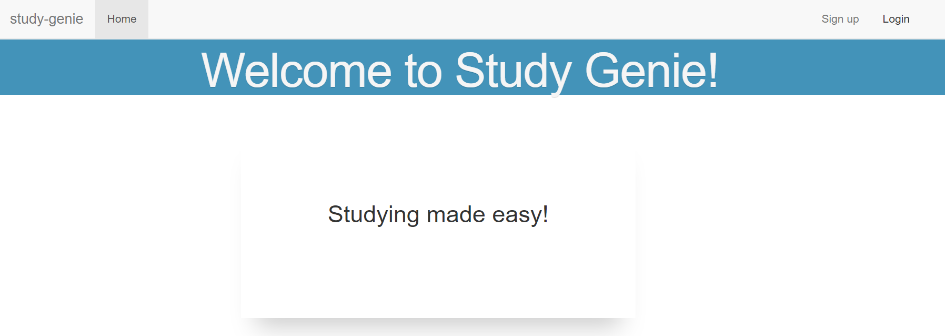 study-genie Home Sign up Login
Welcome to Study Genie!
Studying made easy!